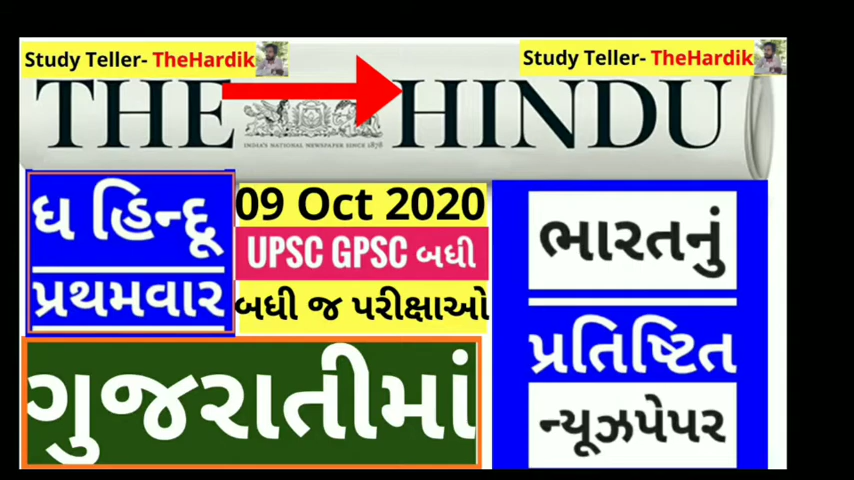 Study Teller- TheHardik
Study Teller- TheHardik
THE HINDU
INDIA'S NATIONAL NEWSPAPER SINCE 1878
ધ હિન્દૂ
પ્રથમવાર
09 Oct 2020
UPSC GPSC બધી
બધી જ પરીક્ષાઓ
ગુજરાતીમાં
ભારતનું
પ્રતિષ્ટિત
ન્યૂઝપેપર